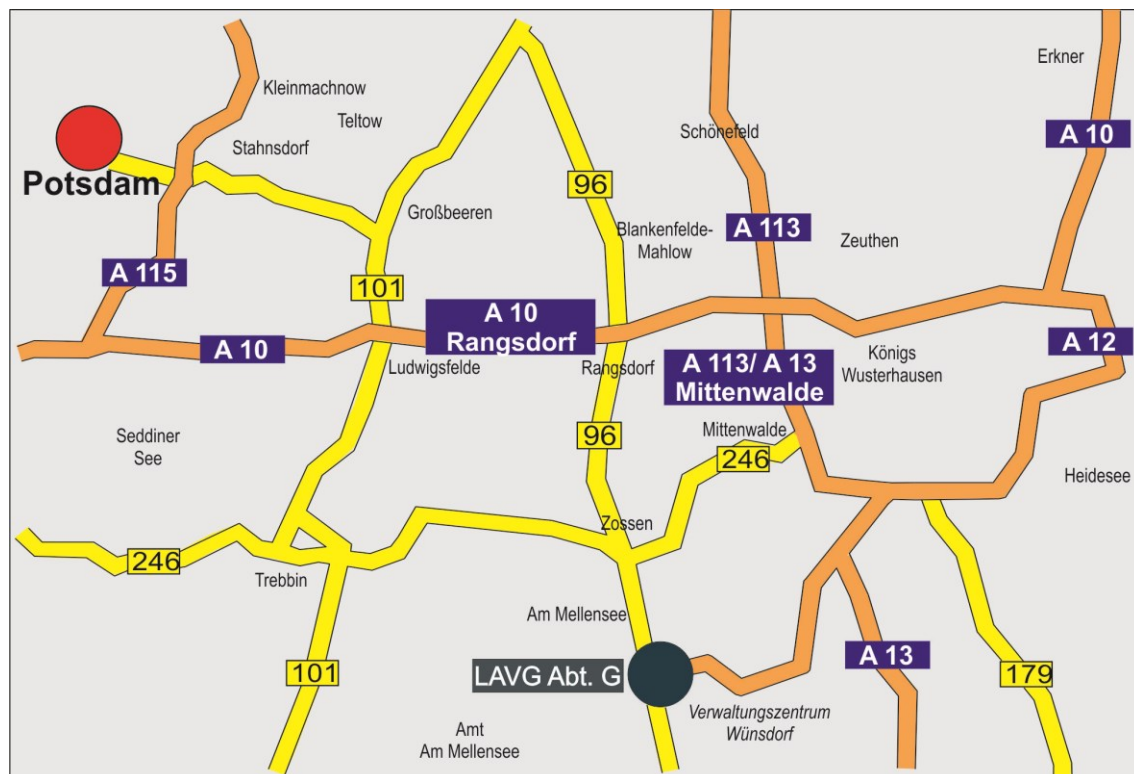 Erkner
Kleinmachnow
Teltow
Schönefeld
A 10
Stahnsdorf
Potsdam
96
Großbeeren
Blankenfelde-
Mahlow
A 113
Zeuthen
A 115
101
A 10
Rangsdorf
A 10
A 12
Ludwigsfelde
Rangsdorf
A 113/ A 13
Mittenwalde
Königs
Wusterhausen
Seddiner
See
96
Mittenwalde
246
Heidesee
Zossen
246
Trebbin
Am Mellensee
101
LAVG Abt. G
A 13
179
Verwaltungszentrum
Wünsdorf
Amt
Am Mellensee